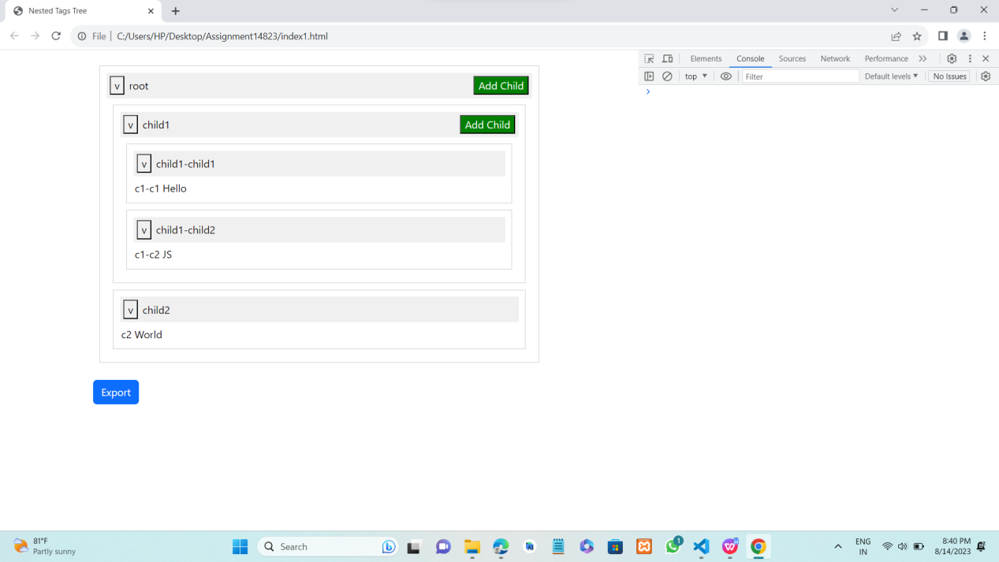 Nested Tags Tree
File C:/Users/HP/Desktop/Assignment14823/index1.html
Elements Console Sources Network Performance
top Filter Default levels No Issues
v root Add Child
v child1 Add Child
v child1-child1
c1-c1 Hello
v child1-child2
c1-c2 JS
v child2
c2 World
Export
81°F
Partly sunny
Search
1
ENG
IN
8:40 PM
8/14/2023